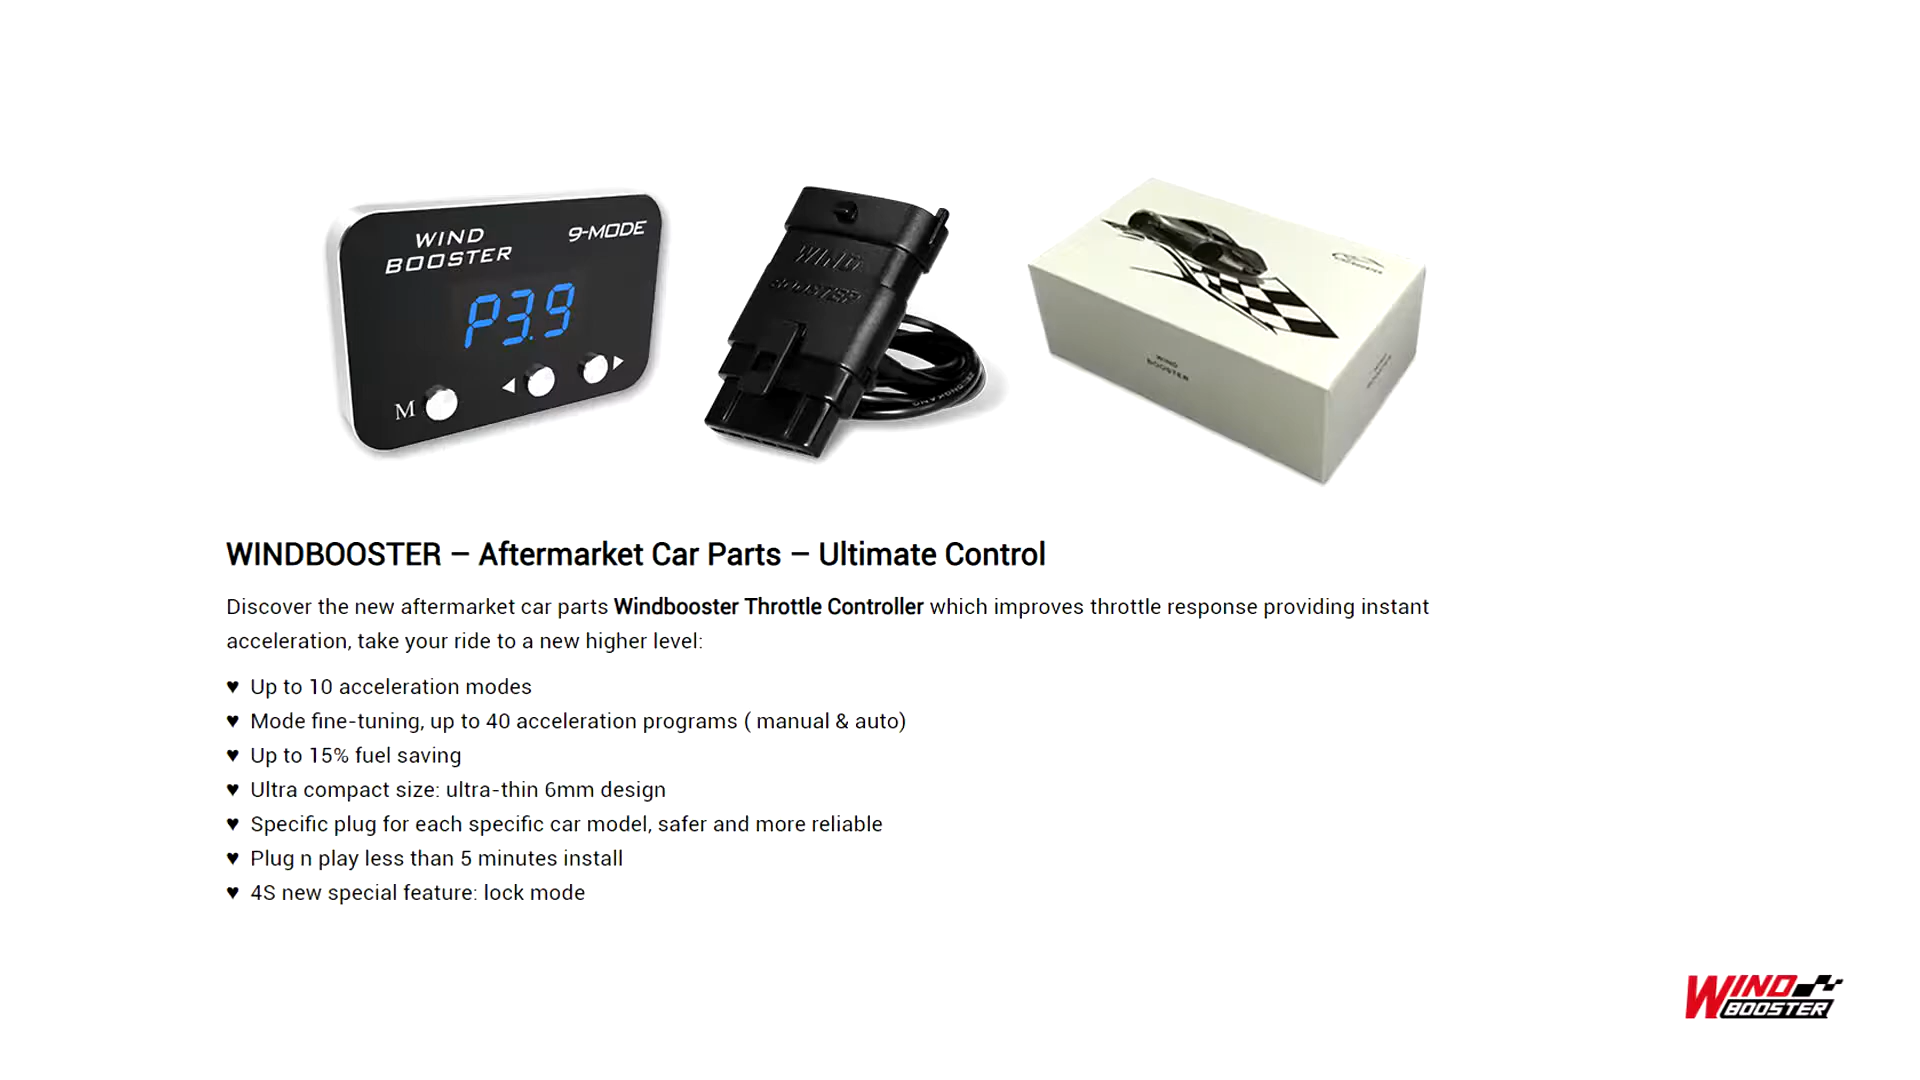 WIND
BOOSTER
9-MODE
P3.9
M
WIND
BOOSTER
WIND
BOOSTER
WINDBOOSTER – Aftermarket Car Parts – Ultimate Control
Discover the new aftermarket car parts Windbooster Throttle Controller which improves throttle response providing instant
acceleration, take your ride to a new higher level:
♥ Up to 10 acceleration modes
♥ Mode fine-tuning, up to 40 acceleration programs ( manual & auto)
♥ Up to 15% fuel saving
♥ Ultra compact size: ultra-thin 6mm design
♥ Specific plug for each specific car model, safer and more reliable
♥ Plug n play less than 5 minutes install
♥ 4S new special feature: lock mode
WIND
BOOSTER